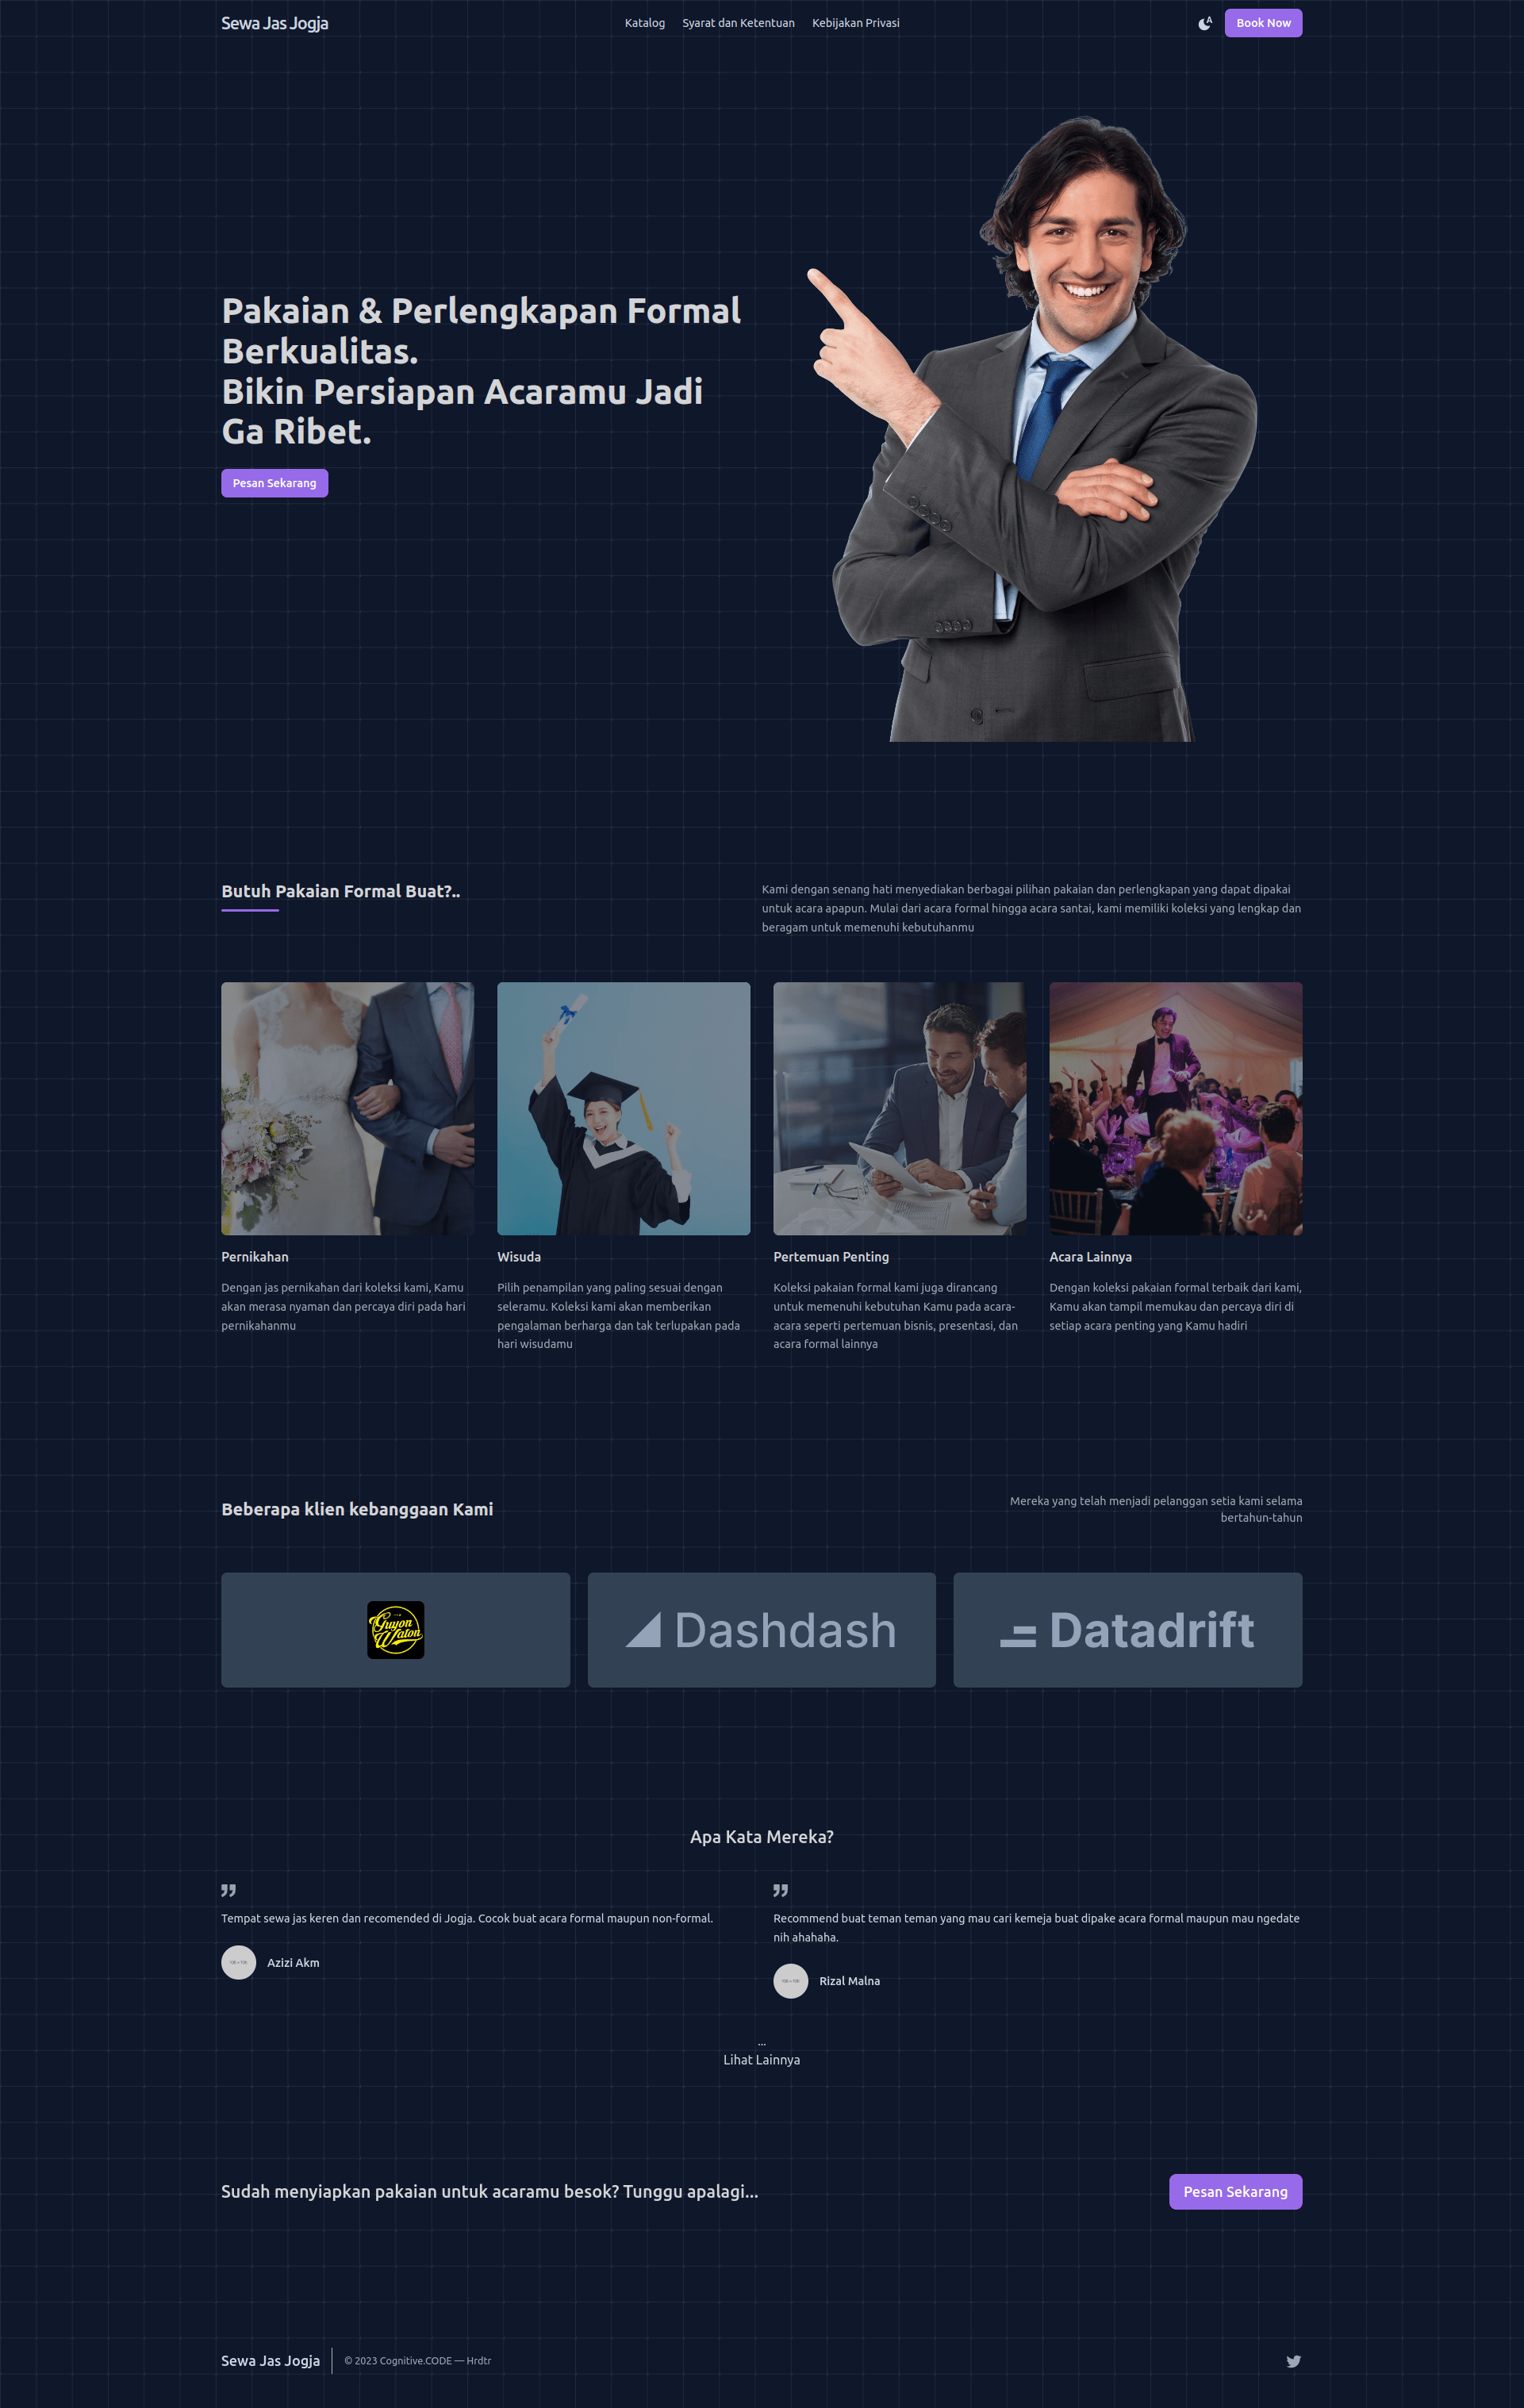 Sewa Jas Jogja
Katalog
Syarat dan Ketentuan
Kebijakan Privasi
A
Book Now
Pakaian & Perlengkapan Formal
Berkualitas.
Bikin Persiapan Acaramu Jadi
Ga Ribet.
Pesan Sekarang
Butuh Pakaian Formal Buat?..
Kami dengan senang hati menyediakan berbagai pilihan pakaian dan perlengkapan yang dapat dipakai
untuk acara apapun. Mulai dari acara formal hingga acara santai, kami memiliki koleksi yang lengkap dan
beragam untuk memenuhi kebutuhanmu
Pernikahan
Dengan jas pernikahan dari koleksi kami, Kamu
akan merasa nyaman dan percaya diri pada hari
pernikahanmu
Wisuda
Pilih penampilan yang paling sesuai dengan
seleramu. Koleksi kami akan memberikan
pengalaman berharga dan tak terlupakan pada
hari wisudamu
Pertemuan Penting
Koleksi pakaian formal kami juga dirancang
untuk memenuhi kebutuhan Kamu pada acara-
acara seperti pertemuan bisnis, presentasi, dan
acara formal lainnya
Acara Lainnya
Dengan koleksi pakaian formal terbaik dari kami,
Kamu akan tampil memukau dan percaya diri di
setiap acara penting yang Kamu hadiri
Beberapa klien kebanggaan Kami
Mereka yang telah menjadi pelanggan setia kami selama
bertahun-tahun
Guyon
Waton
Dashdash
Datadrift
Apa Kata Mereka?
Tempat sewa jas keren dan recomended di Jogja. Cocok buat acara formal maupun non-formal.
Azizi Akm
Recommend buat teman teman yang mau cari kemeja buat dipake acara formal maupun mau ngedate
nih ahahaha.
Rizal Malna
...
Lihat Lainnya
Sudah menyiapkan pakaian untuk acaramu besok? Tunggu apalagi...
Pesan Sekarang
Sewa Jas Jogja
© 2023 Cognitive.CODE — Hrdtr